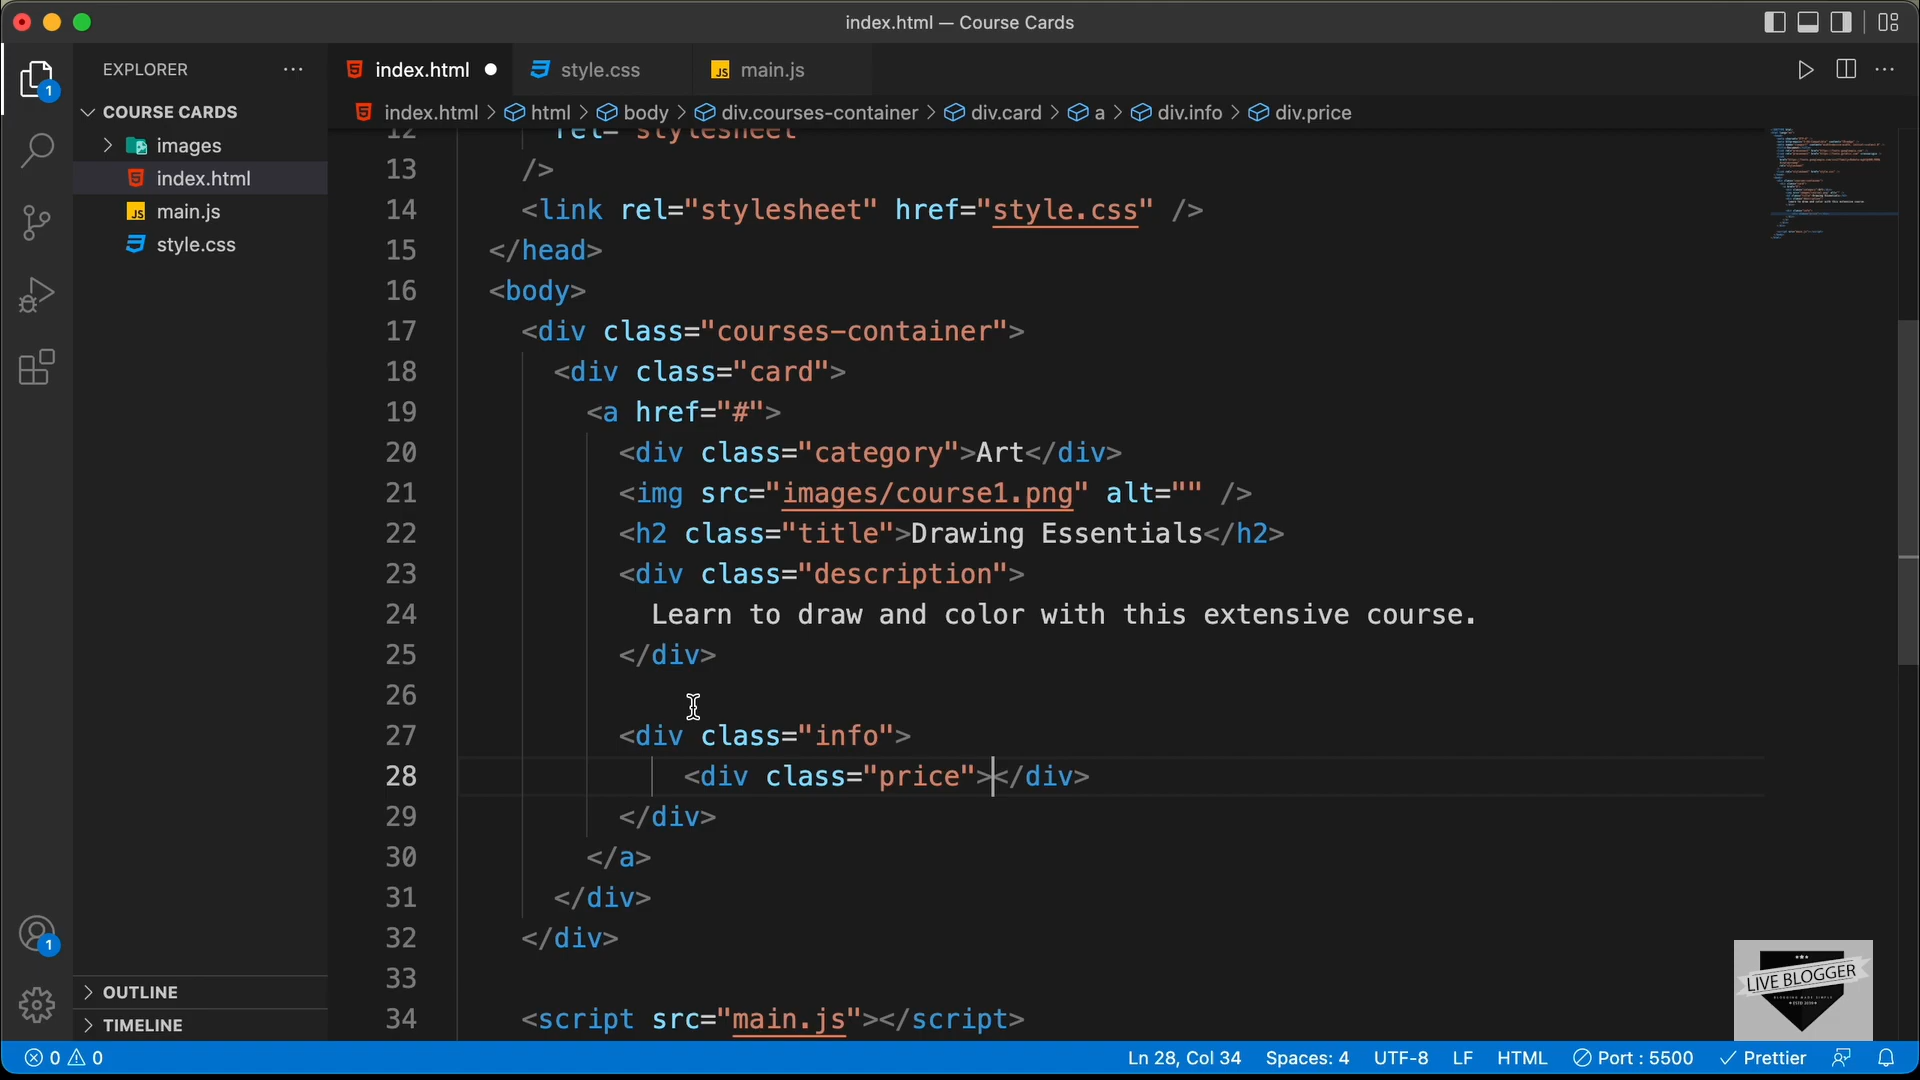 index.html — Course Cards
EXPLORER
index.html
style.css
JS main.js
1
COURSE CARDS
images
index.html
JS main.js
style.css
index.html > html > body > div.courses-container > div.card > a > div.info > div.price
12 rel="stylesheet"
13 />
14 <link rel="stylesheet" href="style.css" />
15 </head>
16 <body>
17 <div class="courses-container">
18 <div class="card">
19 <a href="#">
20 <div class="category">Art</div>
21 <img src="images/course1.png" alt="" />
22 <h2 class="title">Drawing Essentials</h2>
23 <div class="description">
24 Learn to draw and color with this extensive course.
25 </div>
26
27 <div class="info">
28 <div class="price"></div>
29 </div>
30 </a>
31 </div>
32 </div>
33
34 <script src="main.js"></script>
1
OUTLINE
TIMELINE
LIVE BLOGGER
0 0
Ln 28, Col 34 Spaces: 4 UTF-8 LF HTML Port : 5500 Prettier